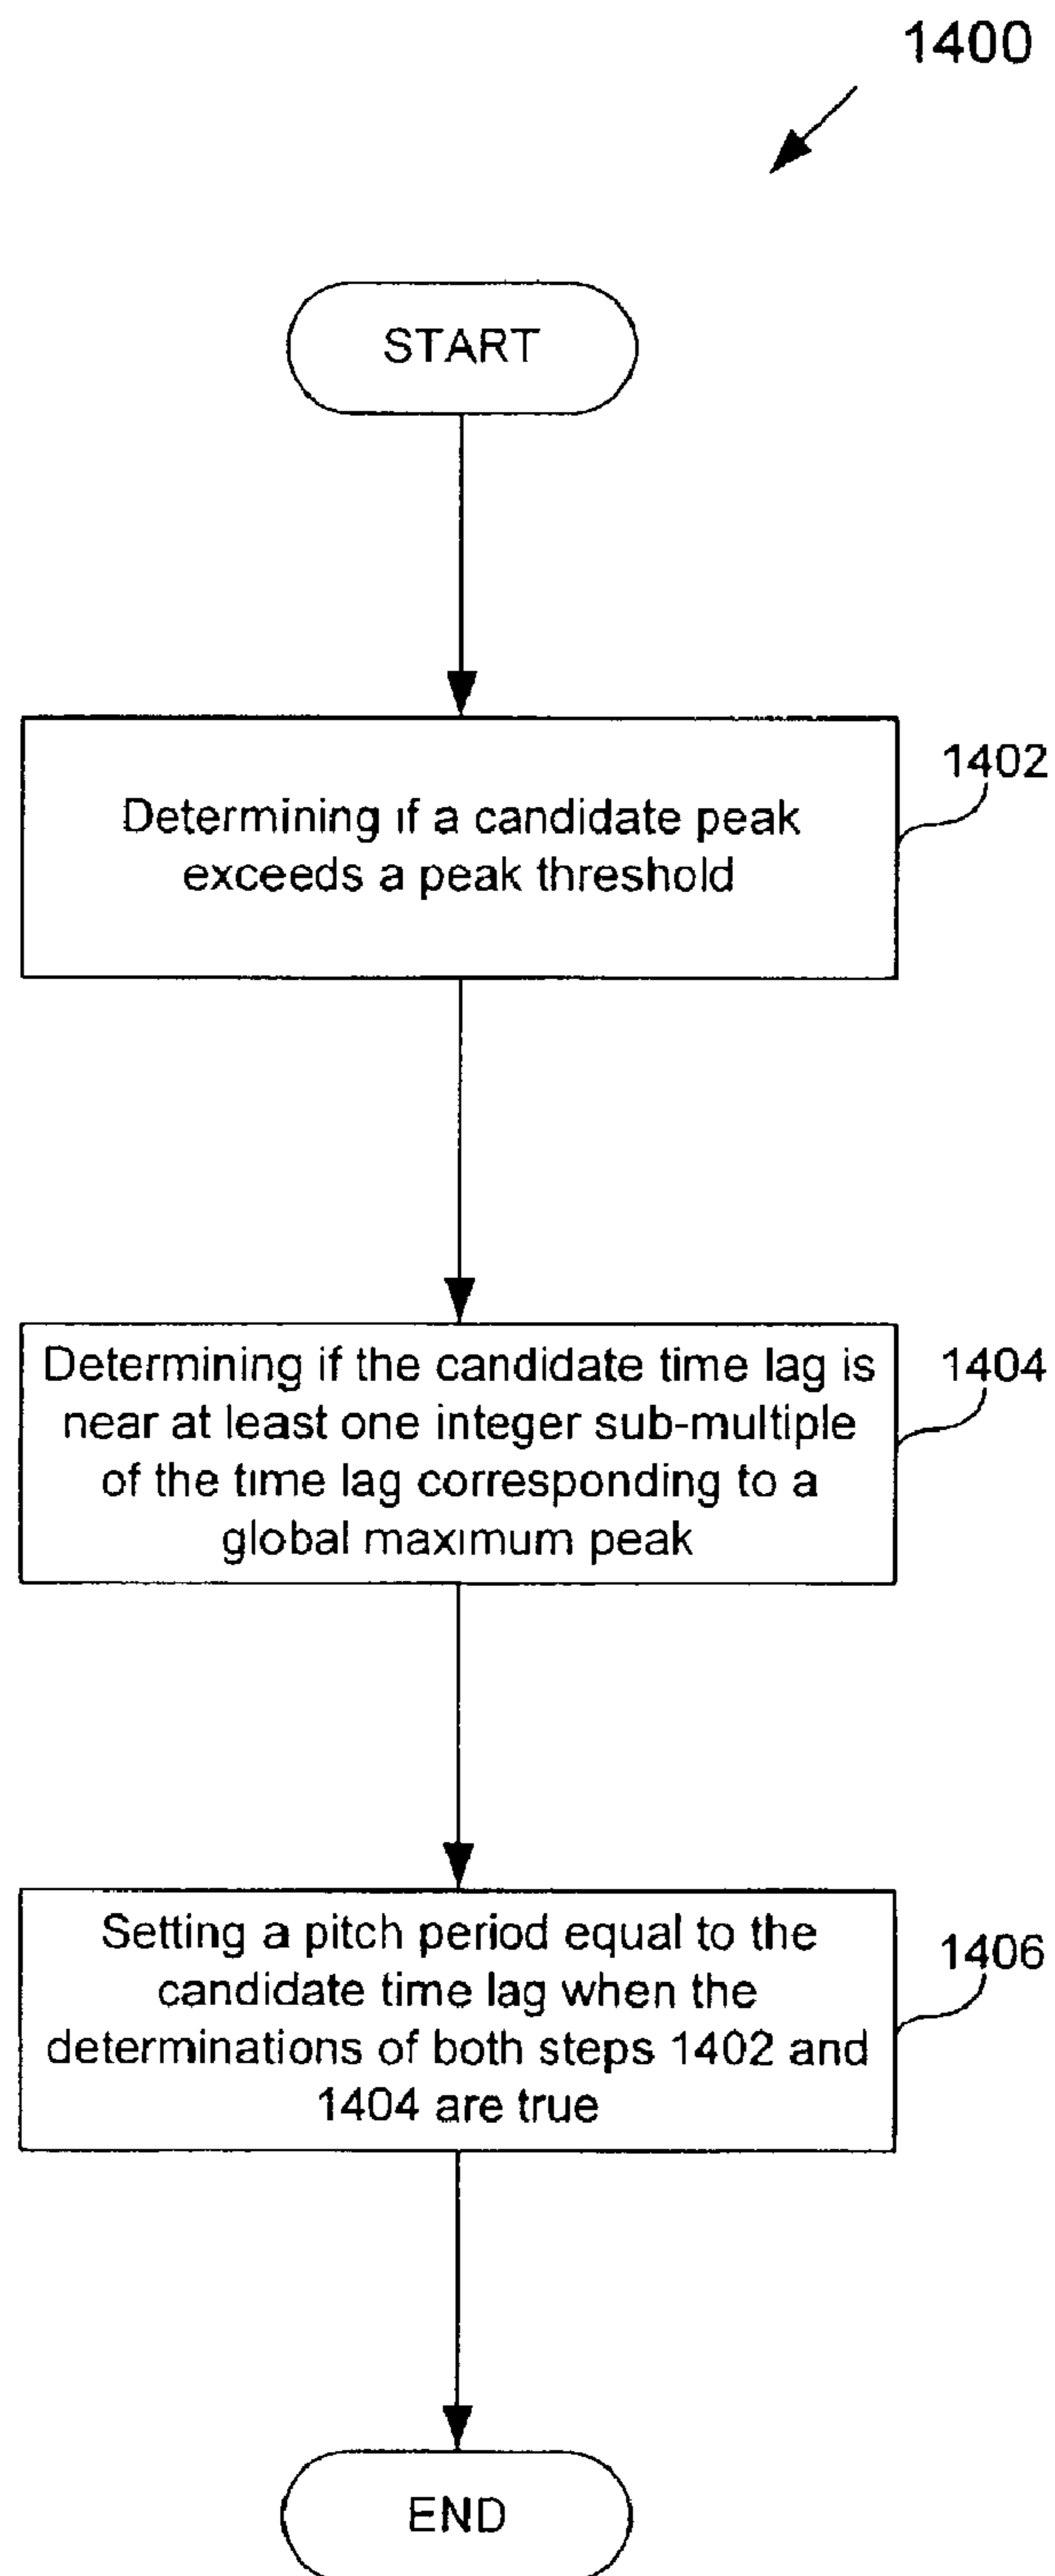 1400
START
Determining if a candidate peak
exceeds a peak threshold
1402
Determining if the candidate time lag is
near at least one integer sub-multiple
of the time lag corresponding to a
global maximum peak
1404
Setting a pitch period equal to the
candidate time lag when the
determinations of both steps 1402 and
1404 are true
1406
END